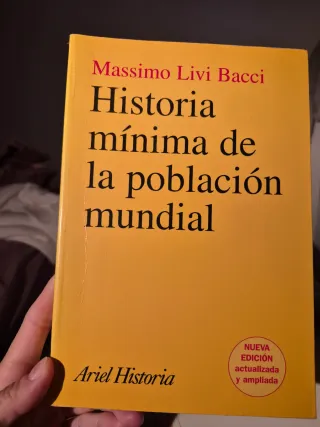 Massimo Livi Bacci
Historia
mínima de
la población
mundial
NUEVA
EDICIÓN
actualizada
y ampliada
Ariel Historia